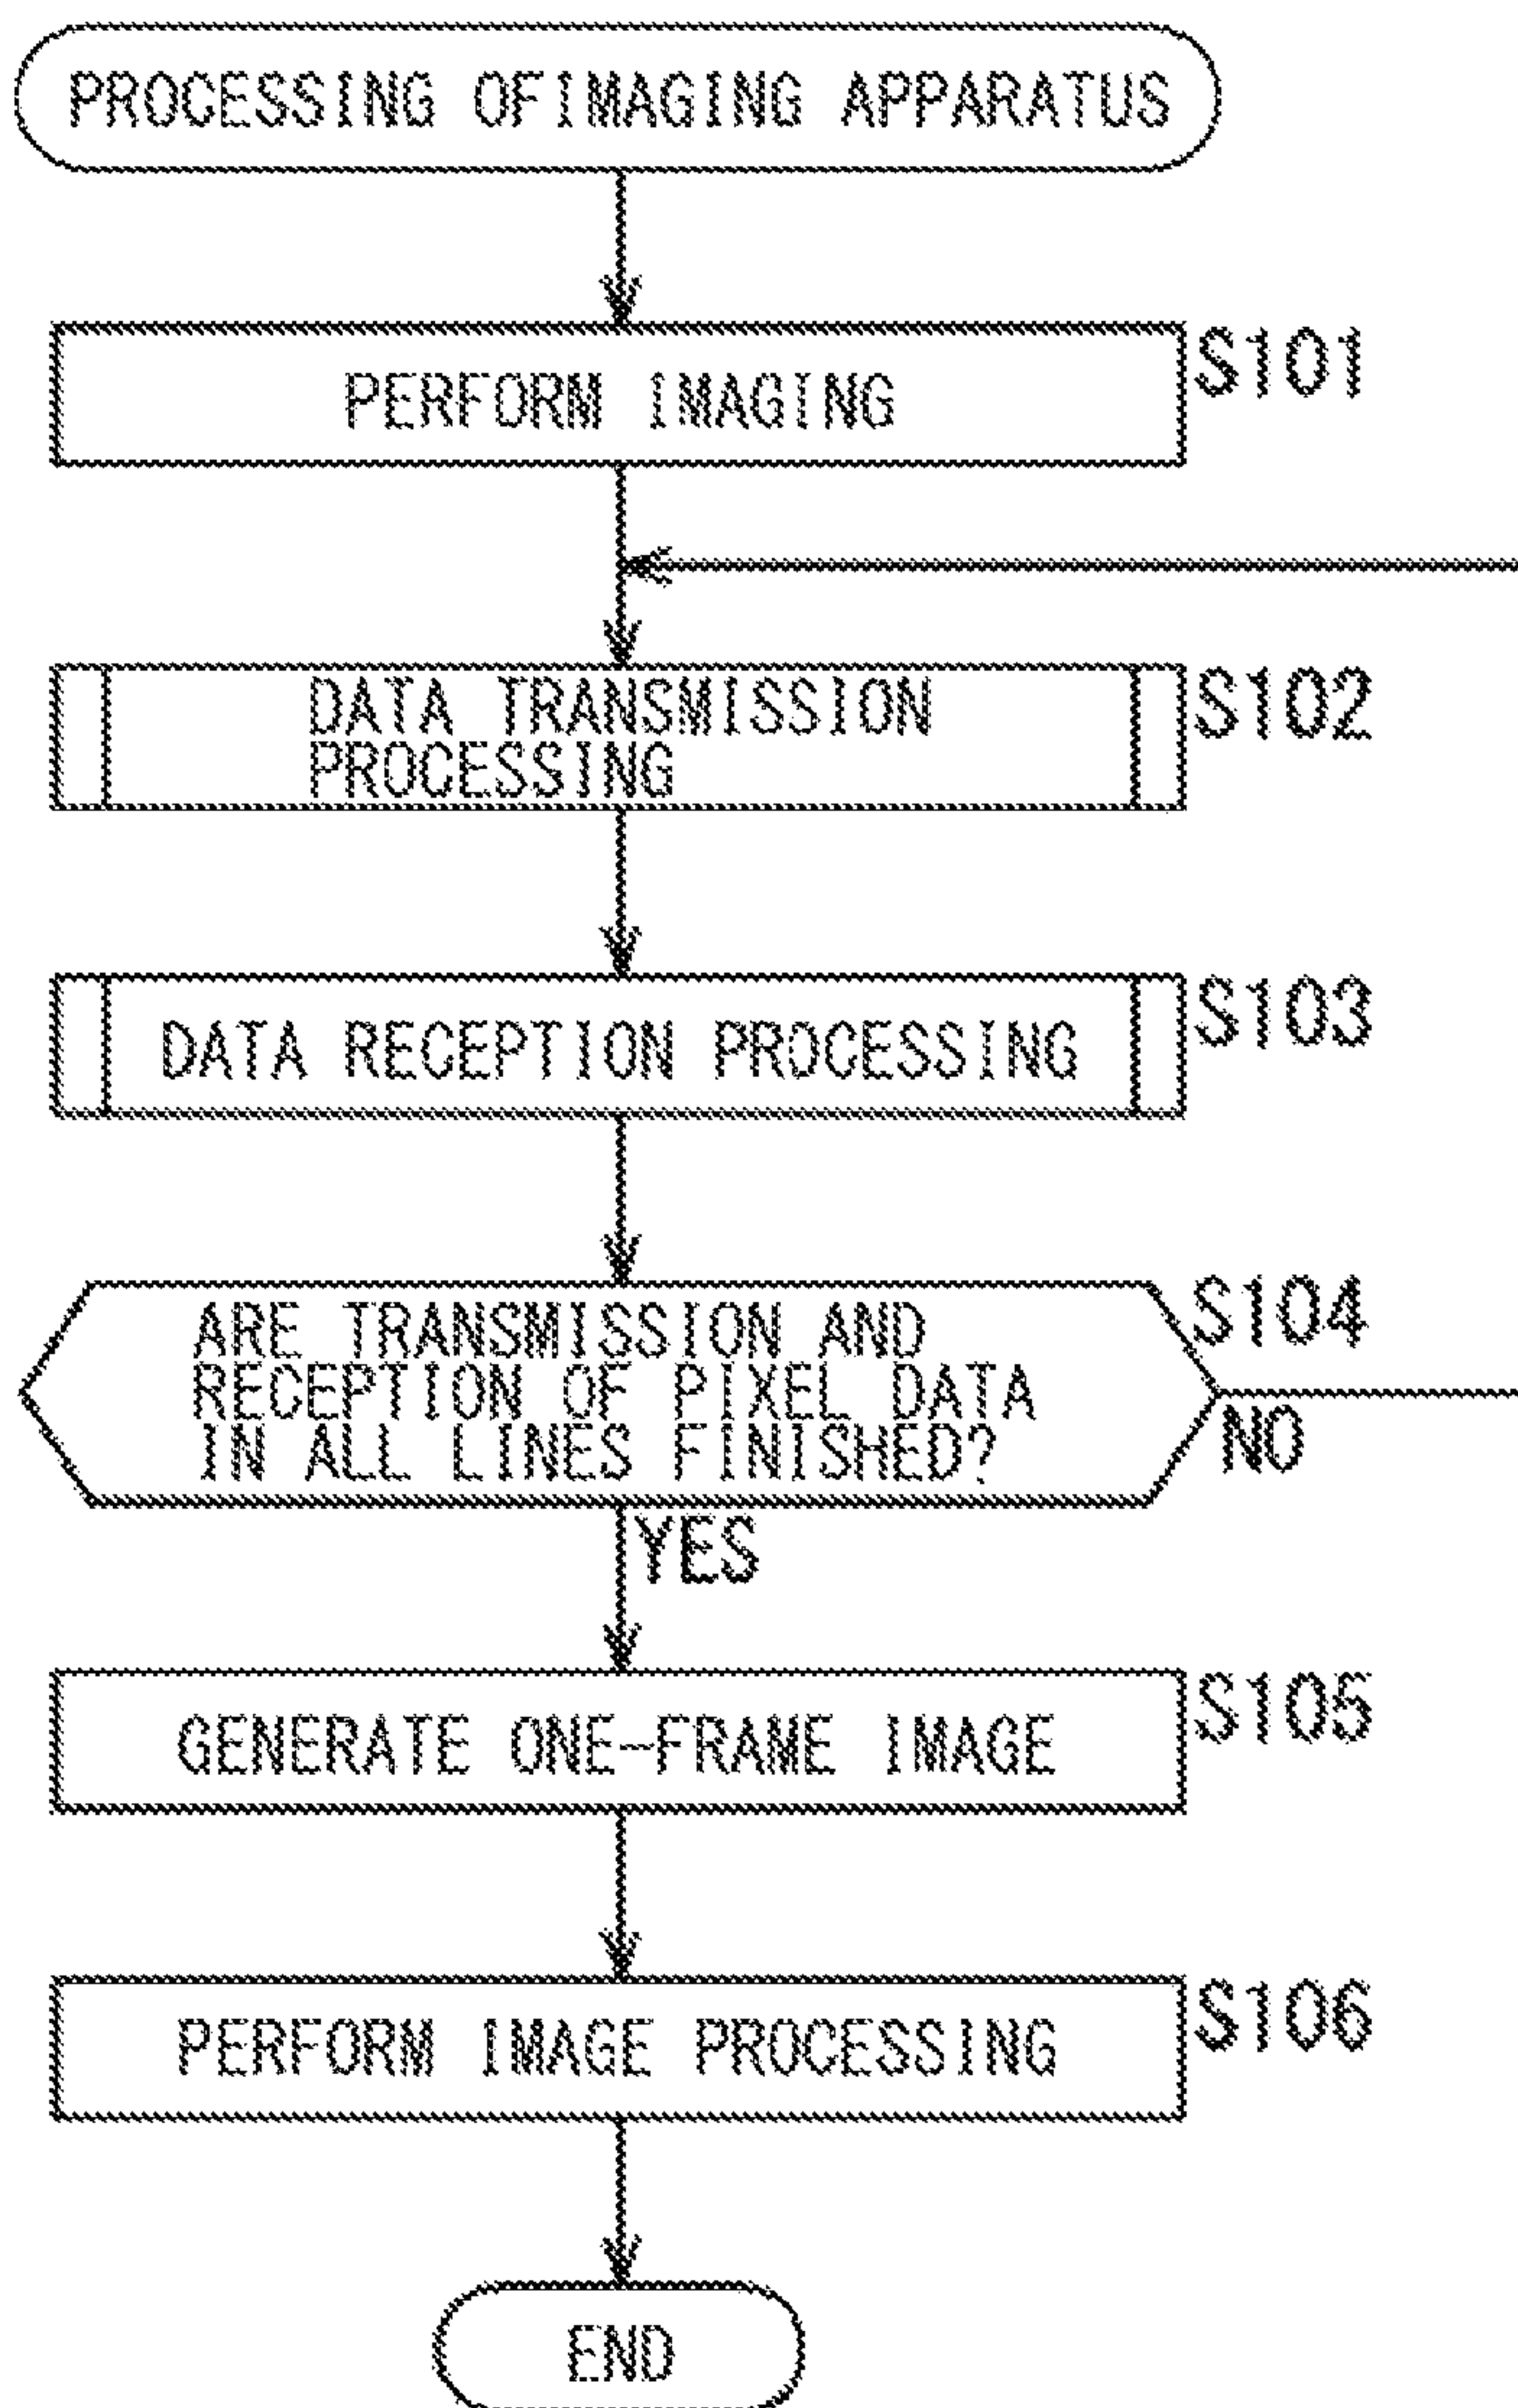 PROCESSING OFIMAGING APPARATUS
PERFORM IMAGING
S101
DATA TRANSMISSION
PROCESSING
S102
DATA RECEPTION PROCESSING
S103
ARE TRANSMISSION AND
RECEPTION OF PIXEL DATA
IN ALL LINES FINISHED?
S104
NO
YES
GENERATE ONE-FRAME IMAGE
S105
PERFORM IMAGE PROCESSING
S106
END